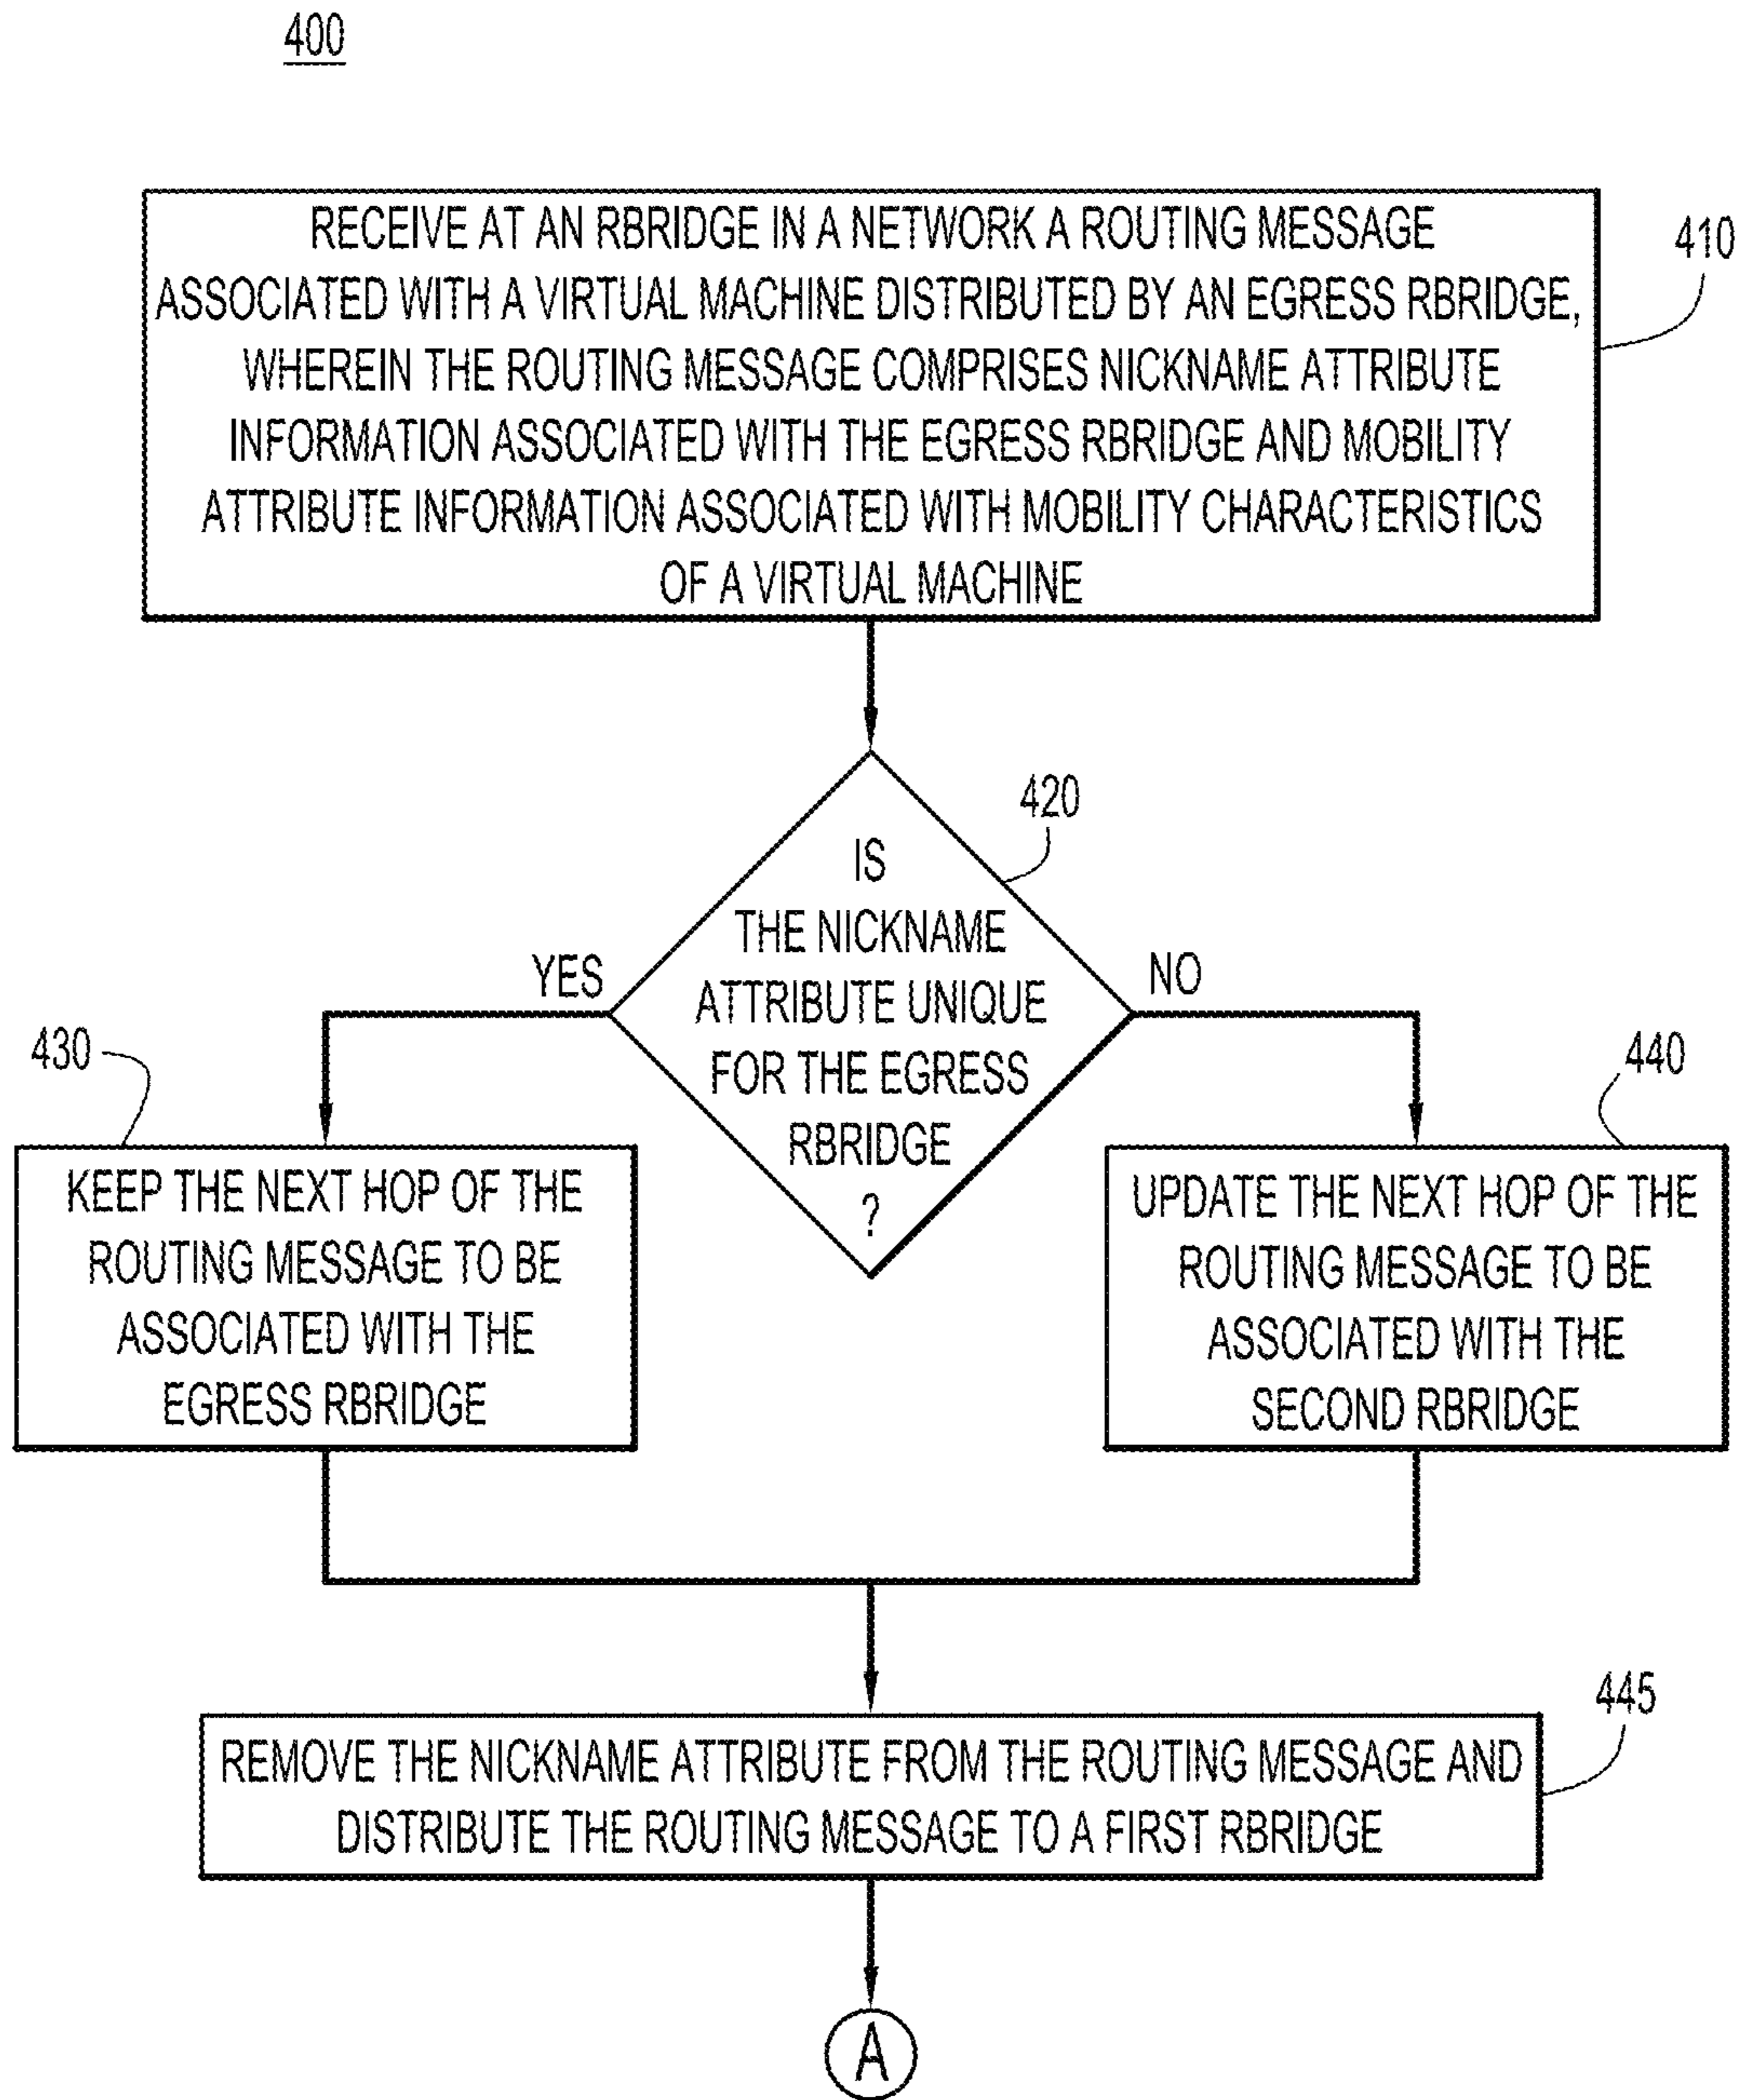 400
RECEIVE AT AN RBRIDGE IN A NETWORK A ROUTING MESSAGE
ASSOCIATED WITH A VIRTUAL MACHINE DISTRIBUTED BY AN EGRESS RBRIDGE,
WHEREIN THE ROUTING MESSAGE COMPRISES NICKNAME ATTRIBUTE
INFORMATION ASSOCIATED WITH THE EGRESS RBRIDGE AND MOBILITY
ATTRIBUTE INFORMATION ASSOCIATED WITH MOBILITY CHARACTERISTICS
OF A VIRTUAL MACHINE
410
420
IS
THE NICKNAME
ATTRIBUTE UNIQUE
FOR THE EGRESS
RBRIDGE
?
YES
NO
430
KEEP THE NEXT HOP OF THE
ROUTING MESSAGE TO BE
ASSOCIATED WITH THE
EGRESS RBRIDGE
440
UPDATE THE NEXT HOP OF THE
ROUTING MESSAGE TO BE
ASSOCIATED WITH THE
SECOND RBRIDGE
445
REMOVE THE NICKNAME ATTRIBUTE FROM THE ROUTING MESSAGE AND
DISTRIBUTE THE ROUTING MESSAGE TO A FIRST RBRIDGE
A